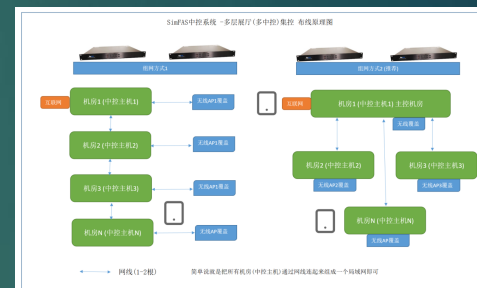 SimFAS中控系统 -多层展厅(多中控)集控 布线原理图
组网方式1
互联网
机房1 (中控主机1)
无线AP1覆盖
机房2 (中控主机2)
无线AP1覆盖
机房3 (中控主机3)
无线AP1覆盖
机房N (中控主机N)
无线AP覆盖
组网方式2 (推荐)
互联网
机房1 (中控主机1) 主控机房
无线覆盖
机房2 (中控主机2)
无线AP1覆盖
机房3 (中控主机3)
无线AP1覆盖
机房N (中控主机N)
无线AP覆盖
网线(1-2根)
简单说就是把所有机房(中控主机)通过网线连起来组成一个局域网即可